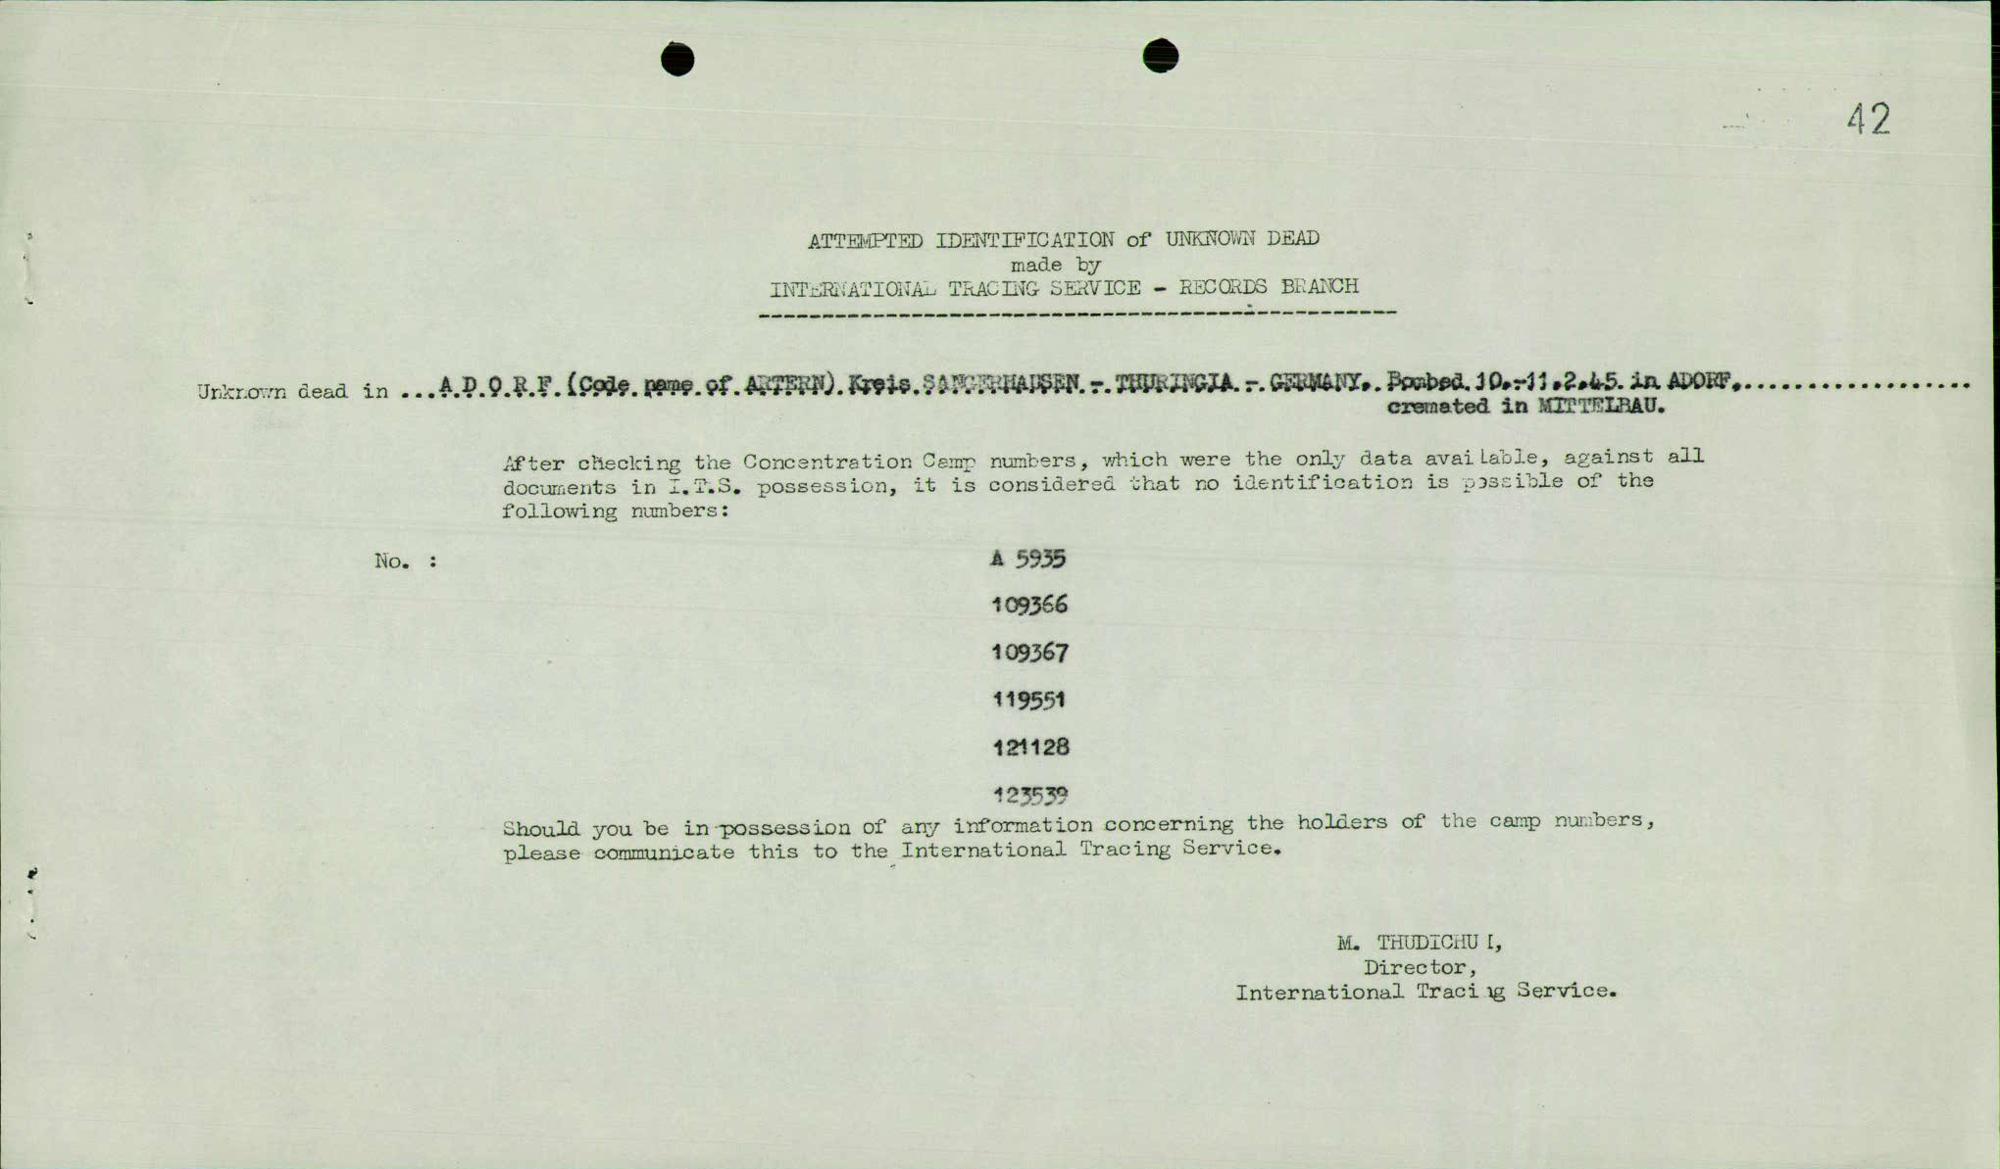 42
ATTEMPTED IDENTIFICATION of UNKNOWN DEAD
made by
INTERNATIONAL TRACING SERVICE - RECORDS BRANCH
Unknown dead in ...A.D.O.R.F. (Code name of ARTERN). Kreis. SANGERHAUSEN. - THURINGIA. - GERMANY. Bombed 10.-11.2.45. in ADORF,...................
cremated in MITTELBAU.
After checking the Concentration Camp numbers, which were the only data available, against all
documents in I.T.S. possession, it is considered that no identification is possible of the
following numbers:
No. : A 5935
109366
109367
119551
121128
123539
Should you be in possession of any information concerning the holders of the camp numbers,
please communicate this to the International Tracing Service.
M. THUDICHUM,
Director,
International Tracing Service.